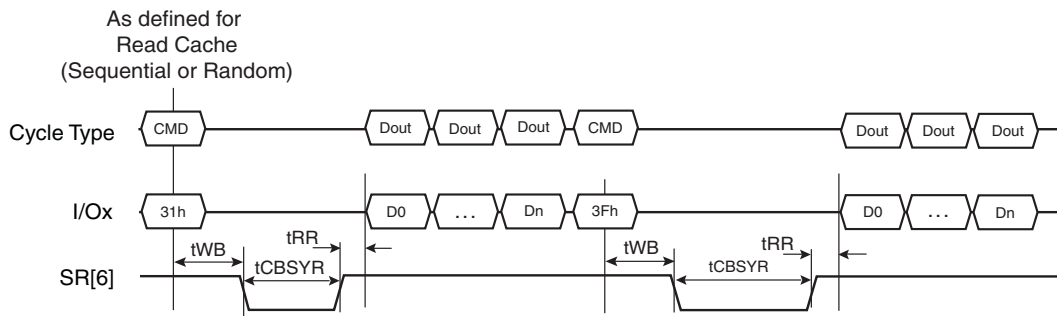 As defined for
Read Cache
(Sequential or Random)
Cycle Type CMD Dout Dout Dout CMD Dout Dout Dout
I/Ox 31h D0 ... Dn 3Fh D0 ... Dn
tWB tRR tWB tRR
SR[6] tCBSYR tCBSYR